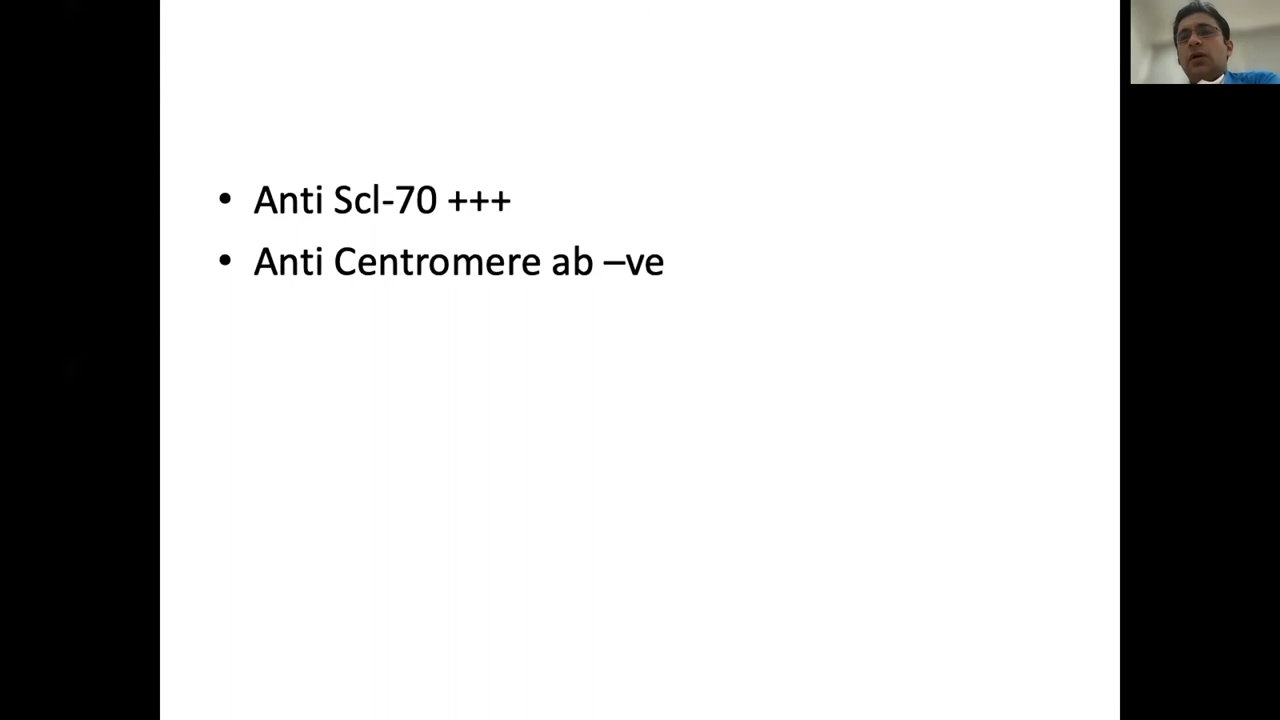 • Anti Scl-70 +++
• Anti Centromere ab –ve